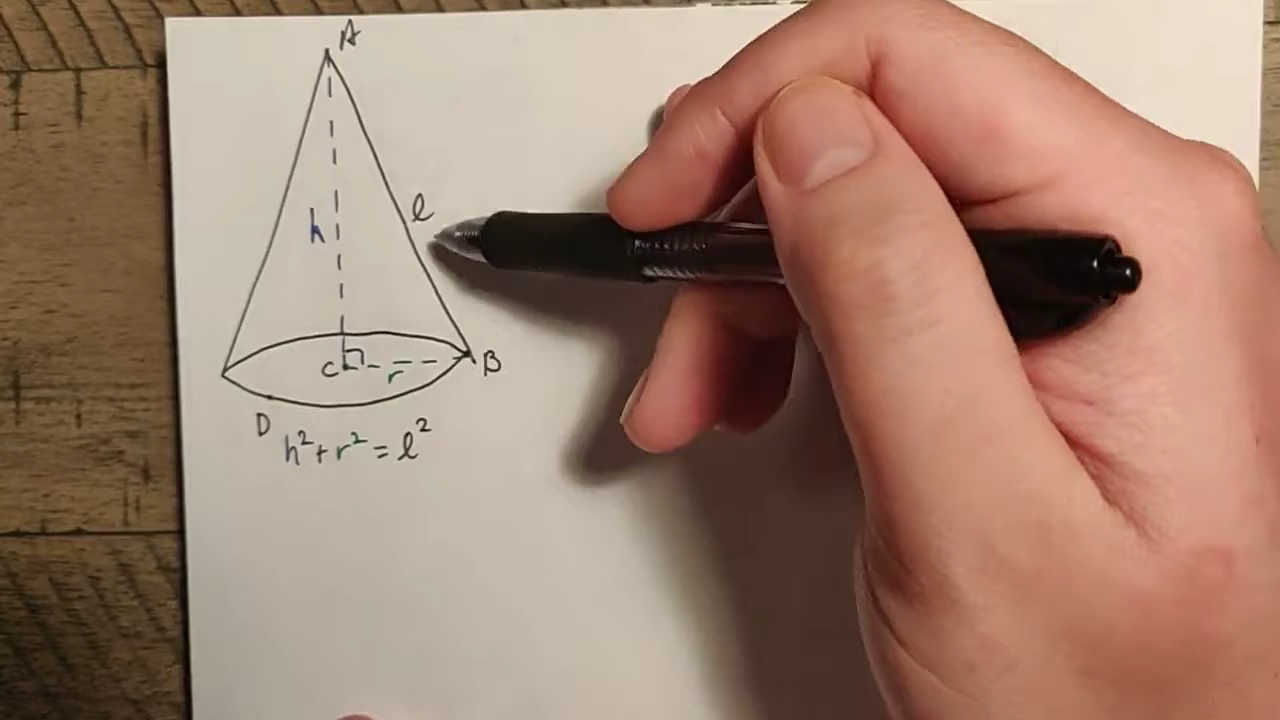 A
l
h
C r B
D
h² + r² = l²